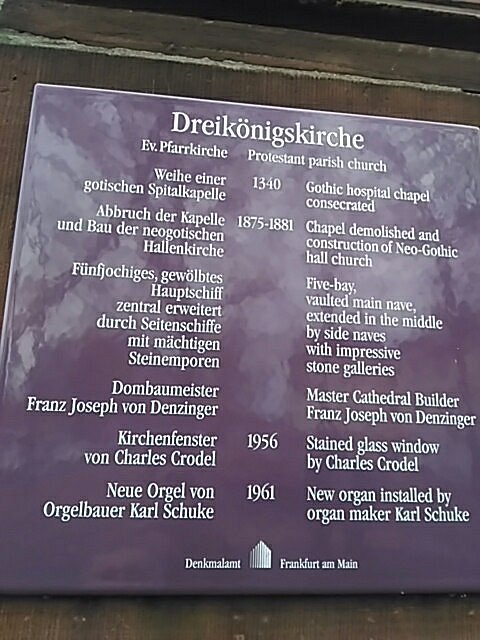 Dreikönigskirche
Ev. Pfarrkirche Protestant parish church
Weihe einer
gotischen Spitalkapelle
1340
Gothic hospital chapel
consecrated
Abbruch der Kapelle
und Bau der neogotischen
Hallenkirche
1875-1881
Chapel demolished and
construction of Neo-Gothic
hall church
Fünfjochiges, gewölbtes
Hauptschiff
zentral erweitert
durch Seitenschiffe
mit mächtigen
Steinemporen
Five-bay,
vaulted main nave,
extended in the middle
by side naves
with impressive
stone galleries
Dombaumeister
Franz Joseph von Denzinger
Master Cathedral Builder
Franz Joseph von Denzinger
Kirchenfenster
von Charles Crodel
1956
Stained glass window
by Charles Crodel
Neue Orgel von
Orgelbauer Karl Schuke
1961
New organ installed by
organ maker Karl Schuke
Denkmalamt Frankfurt am Main